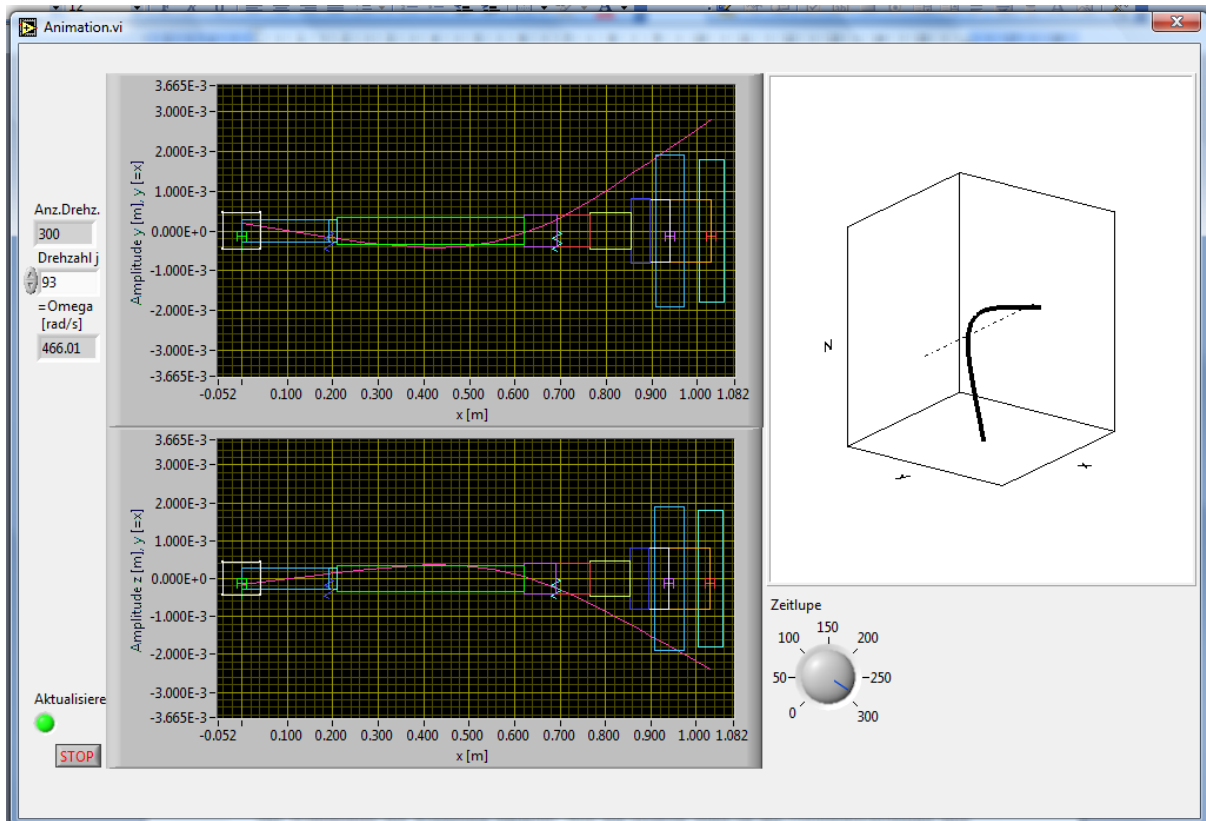 12
Animation.vi
X
Anz.Drehz.
300
Drehzahl j
93
=Omega
[rad/s]
466.01
Aktualisiere
STOP
Amplitude y [m], y [=x]
3.665E-3
3.000E-3
2.000E-3
1.000E-3
0.000E+0
-1.000E-3
-2.000E-3
-3.000E-3
-3.665E-3
-0.052 0.100 0.200 0.300 0.400 0.500 0.600 0.700 0.800 0.900 1.000 1.082
x [m]
Amplitude z [m], y [=x]
3.665E-3
3.000E-3
2.000E-3
1.000E-3
0.000E+0
-1.000E-3
-2.000E-3
-3.000E-3
-3.665E-3
-0.052 0.100 0.200 0.300 0.400 0.500 0.600 0.700 0.800 0.900 1.000 1.082
x [m]
Zeitlupe
0 50 100 150 200 250 300